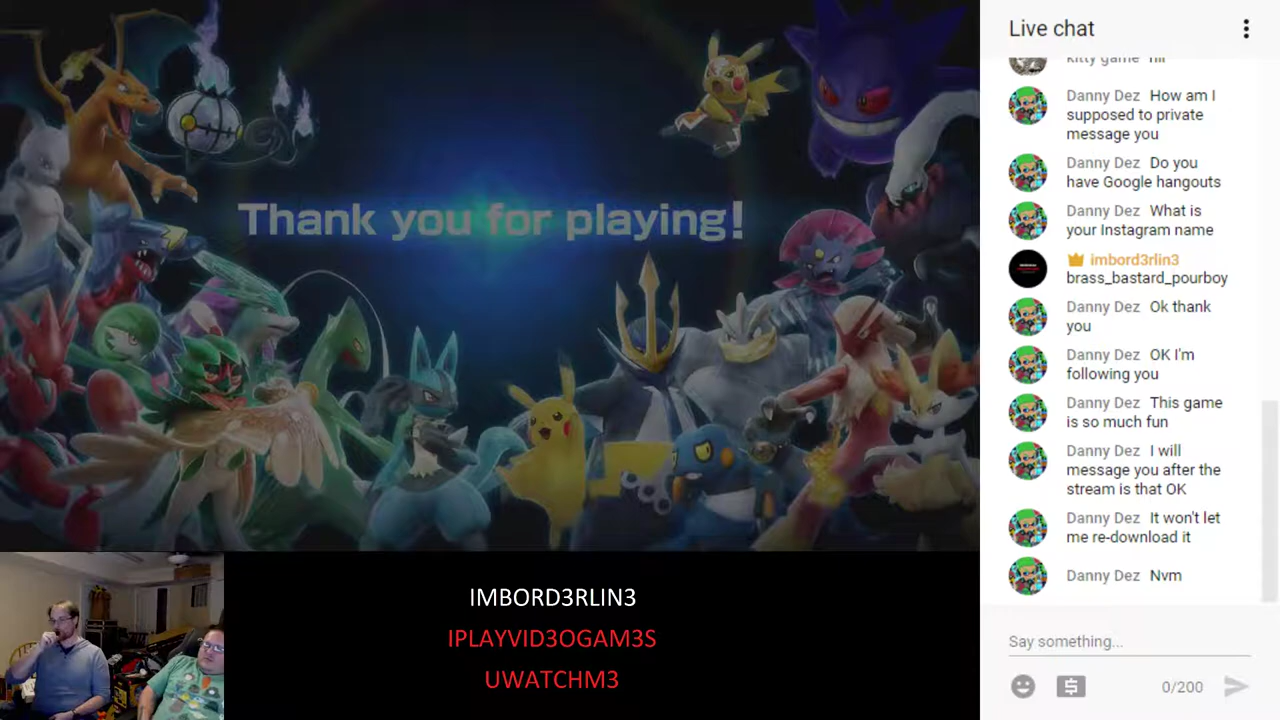 Thank you for playing!
IMBORD3RLIN3
IPLAYVID3OGAM3S
UWATCHM3
Live chat
kitty game
Danny Dez How am I
supposed to private
message you
Danny Dez Do you
have Google hangouts
Danny Dez What is
your Instagram name
imbord3rlin3
brass_bastard_pourboy
Danny Dez Ok thank
you
Danny Dez OK I'm
following you
Danny Dez This game
is so much fun
Danny Dez I will
message you after the
stream is that OK
Danny Dez It won't let
me re-download it
Danny Dez Nvm
Say something...
0/200